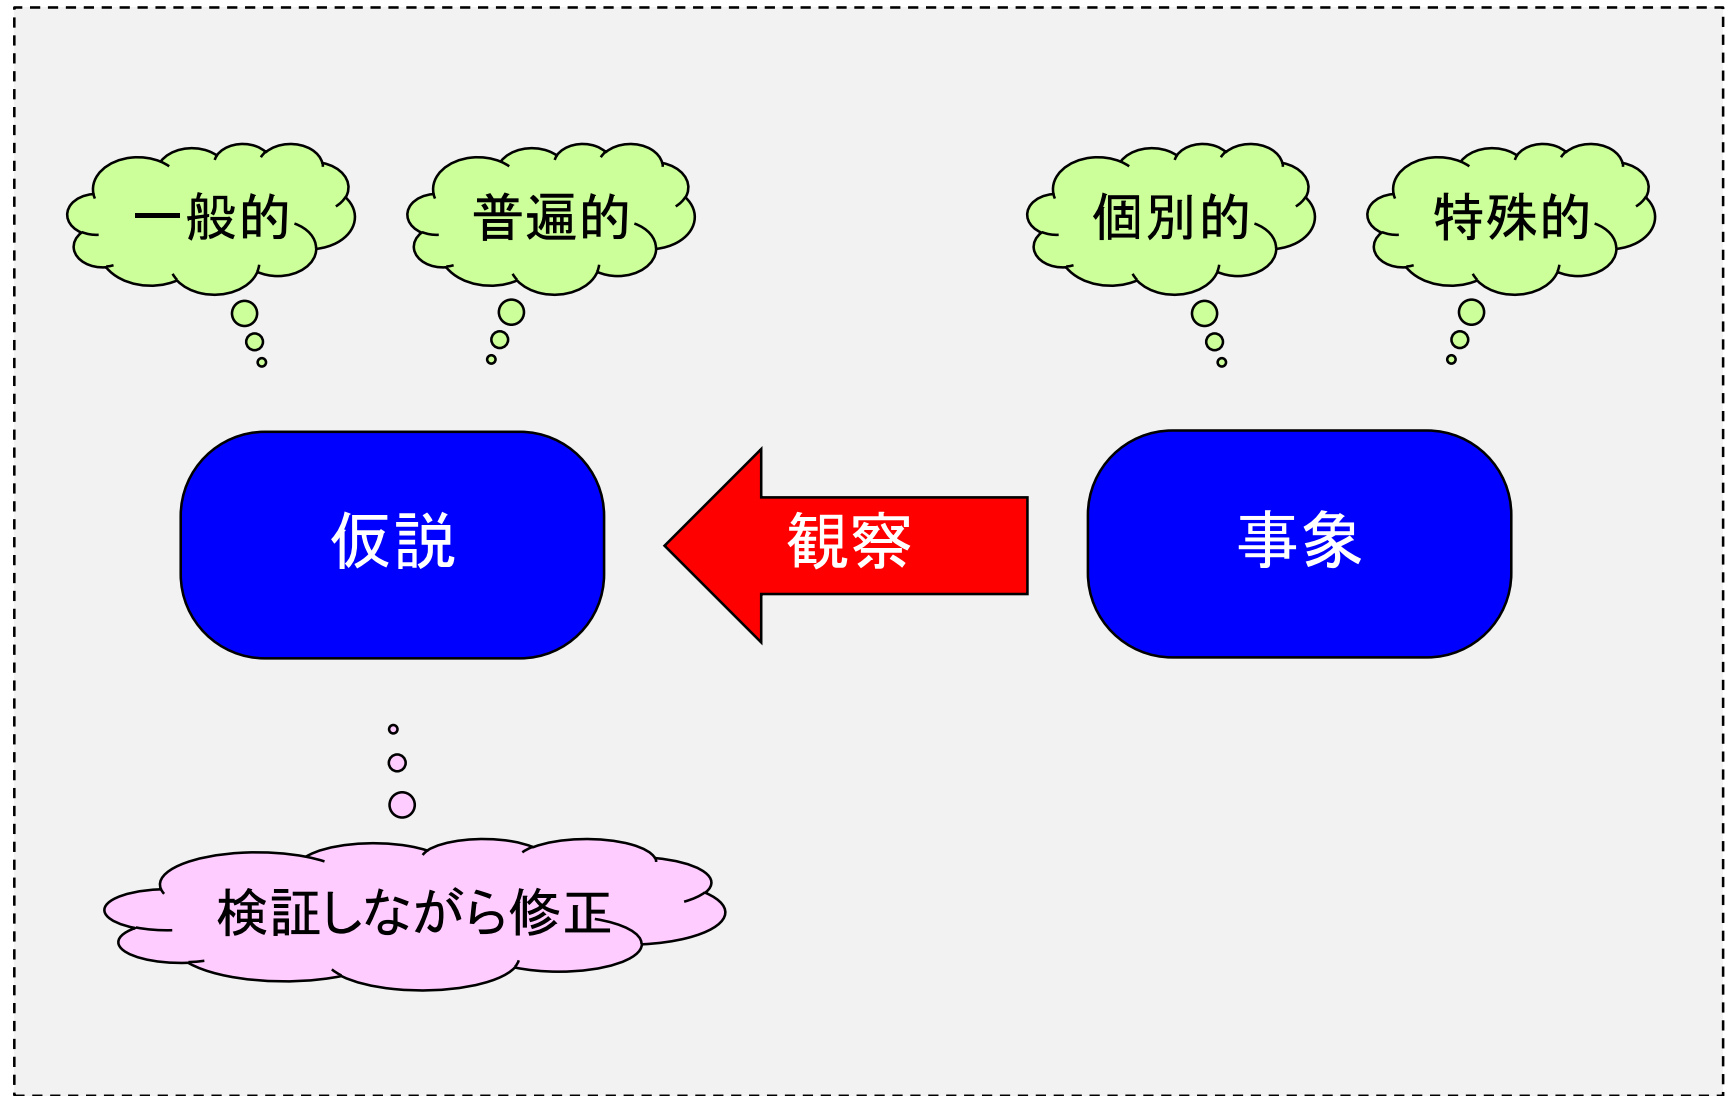 一般的
普遍的
個別的
特殊的
仮説
観察
事象
検証しながら修正